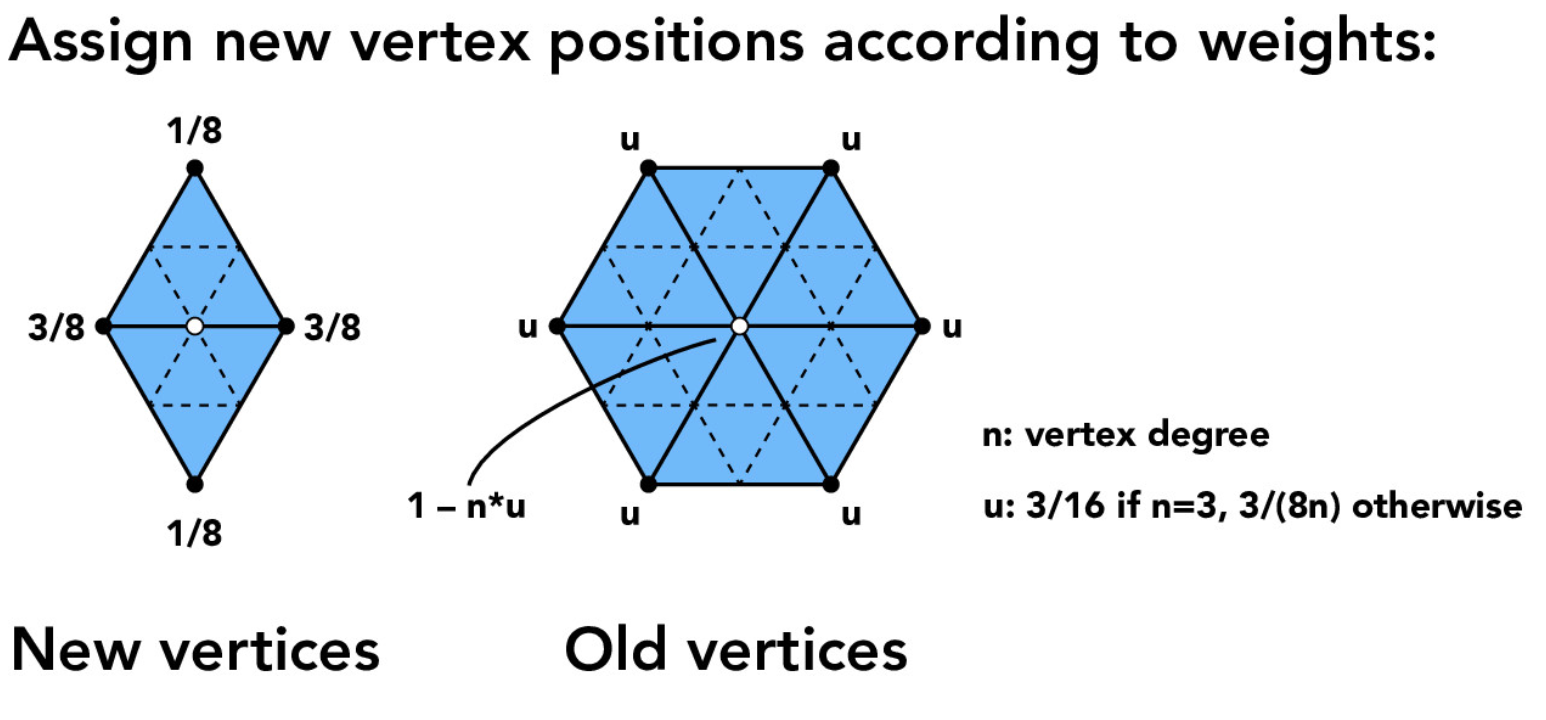 Assign new vertex positions according to weights:
1/8
u
u
3/8
3/8
u
u
n: vertex degree
1 – n*u
u
u
u: 3/16 if n=3, 3/(8n) otherwise
1/8
New vertices
Old vertices